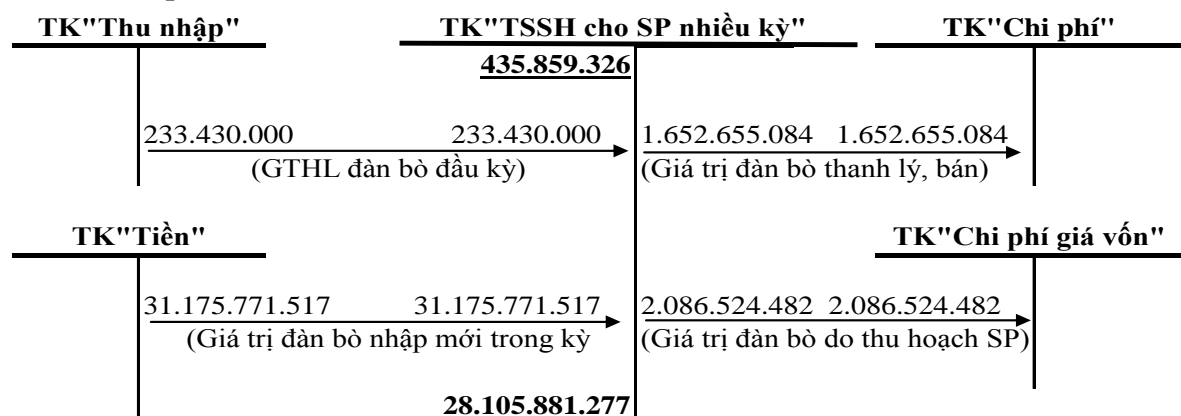 TK"Thu nhập" TK"TSSH cho SP nhiều kỳ" TK"Chi phí"
435.859.326
233.430.000 233.430.000 1.652.655.084 1.652.655.084
(GTHL đàn bò đầu kỳ) (Giá trị đàn bò thanh lý, bán)
TK"Tiền" TK"Chi phí giá vốn"
31.175.771.517 31.175.771.517 2.086.524.482 2.086.524.482
(Giá trị đàn bò nhập mới trong kỳ (Giá trị đàn bò do thu hoạch SP)
28.105.881.277